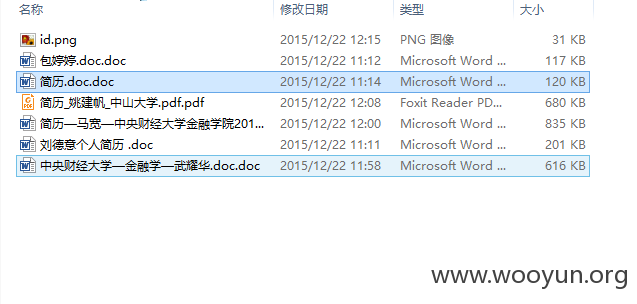 名称 修改日期 类型 大小
id.png 2015/12/22 12:15 PNG 图像 31 KB
包婷婷.doc.doc 2015/12/22 11:12 Microsoft Word ... 117 KB
简历.doc.doc 2015/12/22 11:14 Microsoft Word ... 120 KB
简历_姚建帆_中山大学.pdf.pdf 2015/12/22 12:08 Foxit Reader PD... 680 KB
简历—马宽—中央财经大学金融学院201... 2015/12/22 12:00 Microsoft Word ... 835 KB
刘德意个人简历 .doc 2015/12/22 11:11 Microsoft Word ... 201 KB
中央财经大学—金融学—武耀华.doc.doc 2015/12/22 11:58 Microsoft Word ... 616 KB
www.wooyun.org